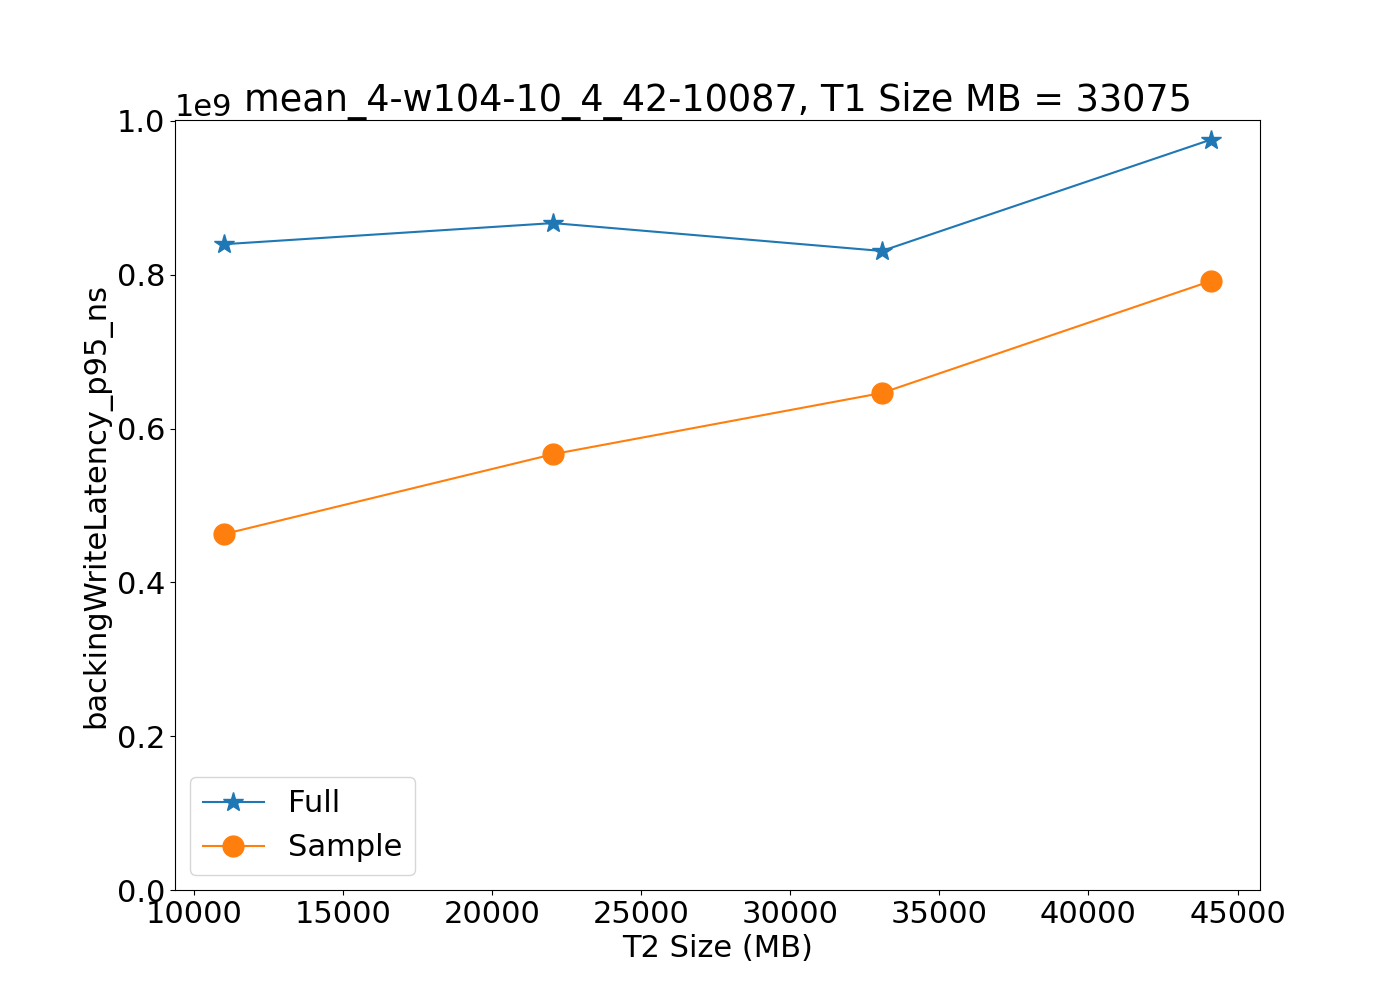 1e9
mean_4-w104-10_4_42-10087, T1 Size MB = 33075
1.0
0.8
0.6
0.4
0.2
0.0
backingWriteLatency_p95_ns
Full
Sample
10000 15000 20000 25000 30000 35000 40000 45000
T2 Size (MB)